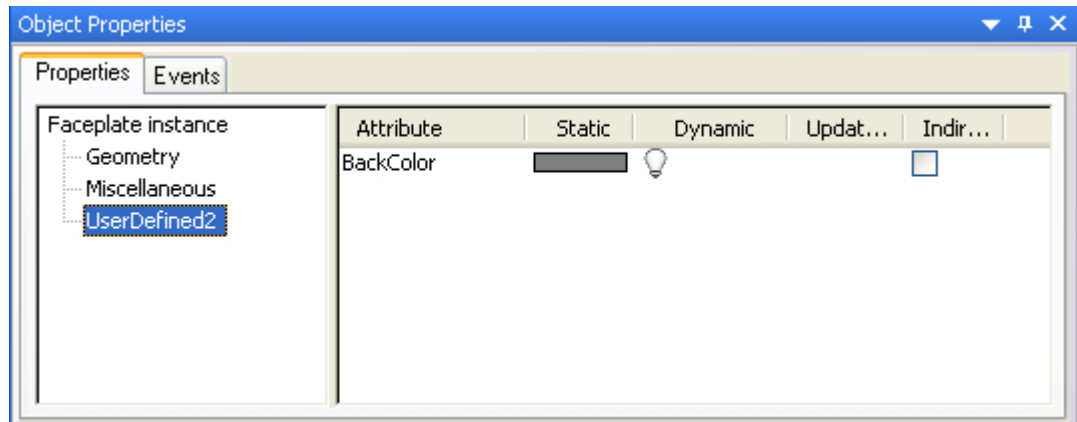 Object Properties
Properties Events
Faceplate instance
Geometry
Miscellaneous
UserDefined2
Attribute Static Dynamic Updat... Indir...
BackColor